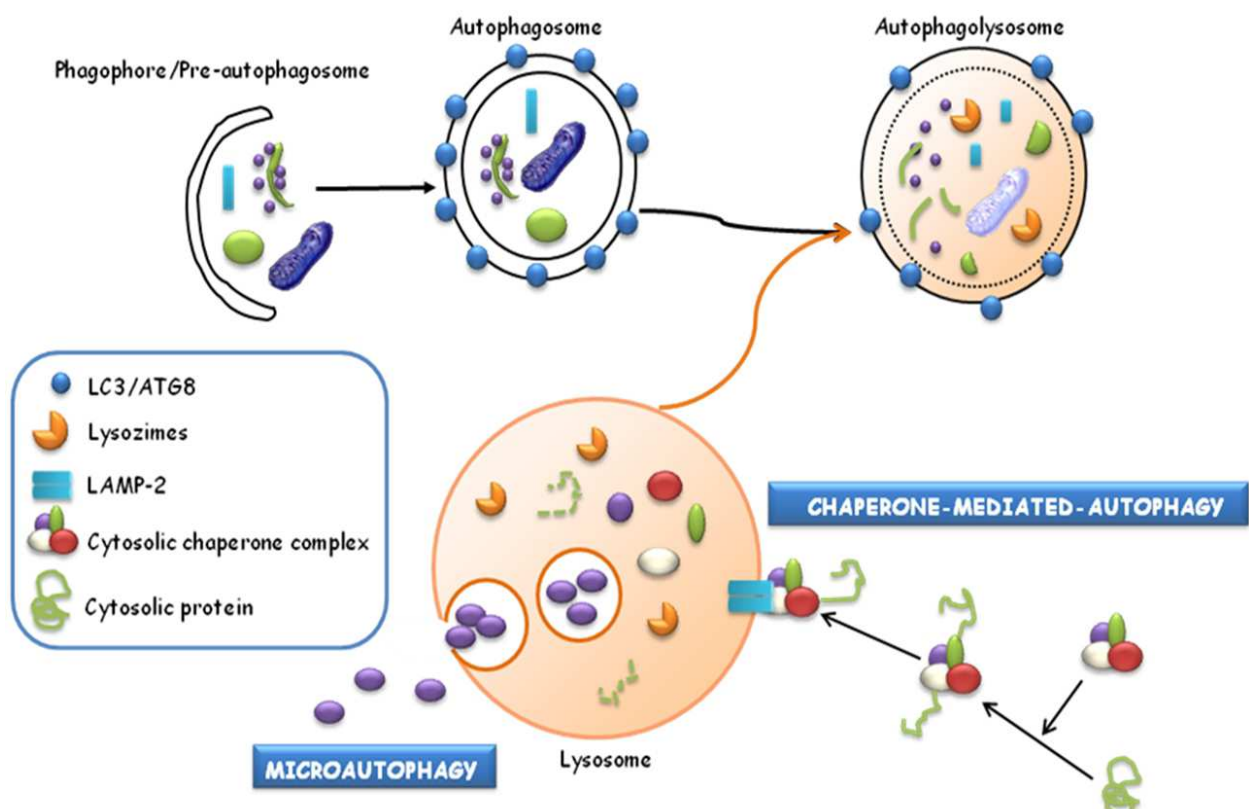 Autophagosome
Autophagolysosome
Phagophore/Pre-autophagosome
LC3/ATG8
Lysozimes
LAMP-2
Cytosolic chaperone complex
Cytosolic protein
CHAPERONE-MEDIATED-AUTOPHAGY
MICROAUTOPHAGY
Lysosome